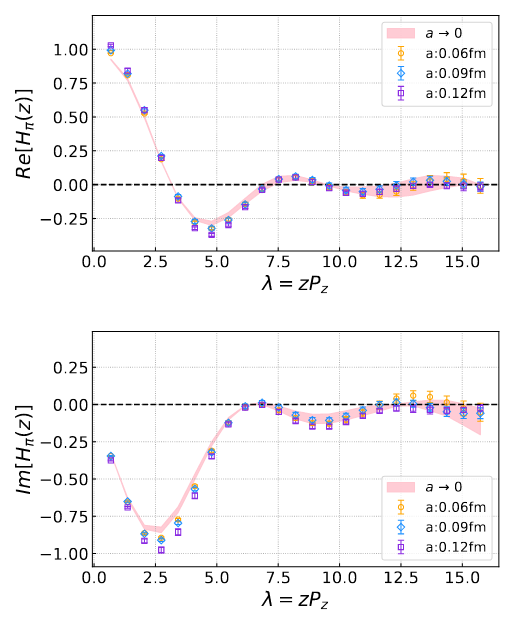 Re[Hπ(z)]
1.00
0.75
0.50
0.25
0.00
−0.25
a → 0
a:0.06fm
a:0.09fm
a:0.12fm
0.0 2.5 5.0 7.5 10.0 12.5 15.0
λ = zPz
Im[Hπ(z)]
0.25
0.00
−0.25
−0.50
−0.75
−1.00
a → 0
a:0.06fm
a:0.09fm
a:0.12fm
0.0 2.5 5.0 7.5 10.0 12.5 15.0
λ = zPz